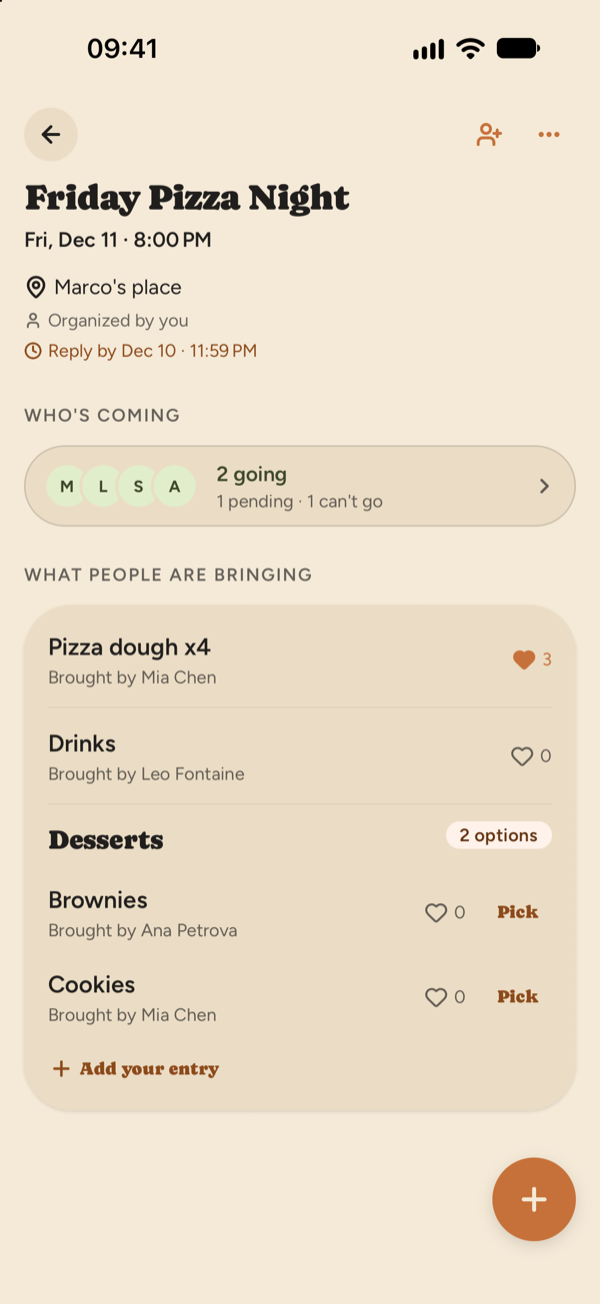 09:41
Friday Pizza Night
Fri, Dec 11 · 8:00 PM
Marco's place
Organized by you
Reply by Dec 10 · 11:59 PM
WHO'S COMING
M L S A
2 going
1 pending · 1 can't go
WHAT PEOPLE ARE BRINGING
Pizza dough x4
Brought by Mia Chen
3
Drinks
Brought by Leo Fontaine
0
Desserts
2 options
Brownies
Brought by Ana Petrova
0 Pick
Cookies
Brought by Mia Chen
0 Pick
+ Add your entry
+